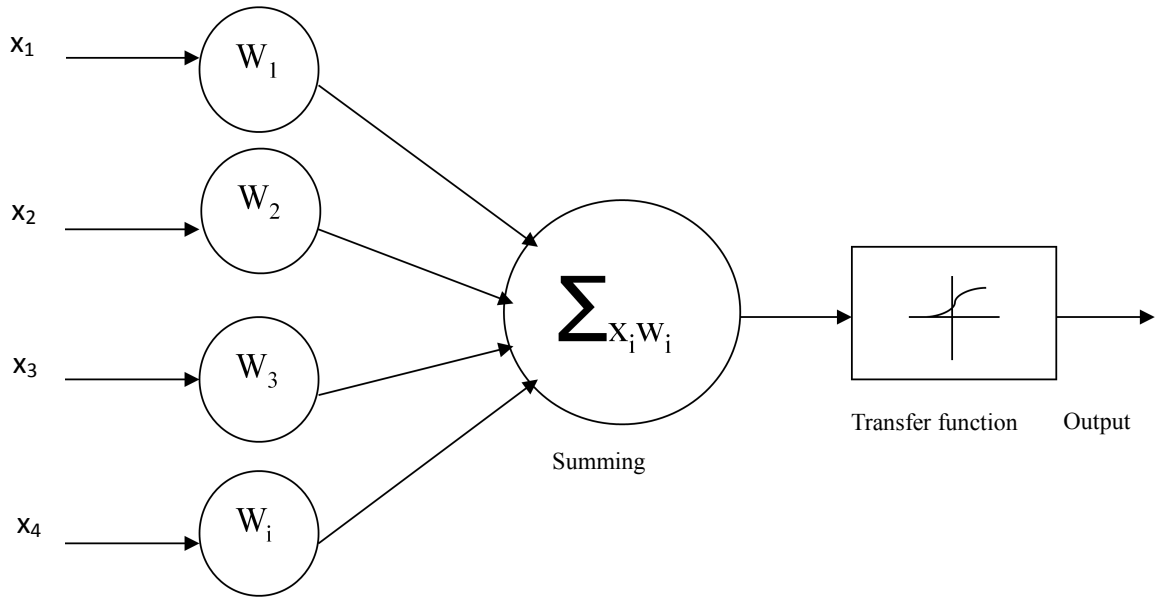 x₁
W₁
x₂
W₂
x₃
W₃
x₄
Wᵢ
∑xᵢwᵢ
Summing
Transfer function
Output